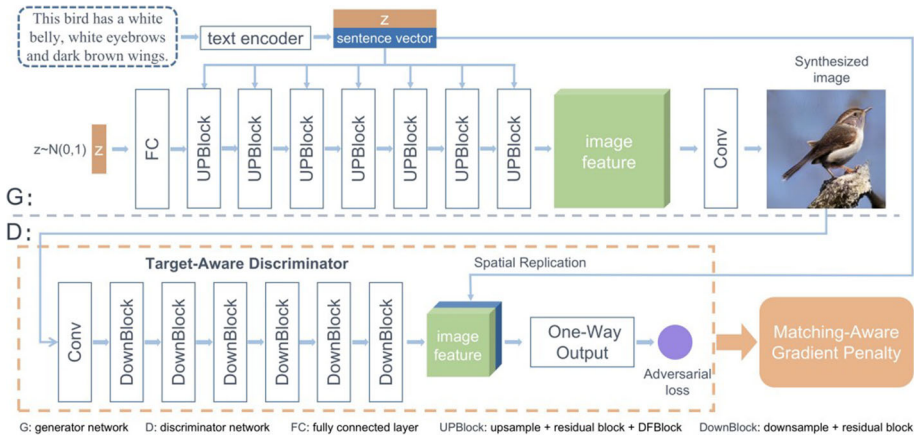 This bird has a white
belly, white eyebrows
and dark brown wings.
text encoder
z
sentence vector
Synthesized
image
z~N(0,1)
z
FC
UPBlock
UPBlock
UPBlock
UPBlock
UPBlock
UPBlock
UPBlock
image
feature
Conv
G:
D:
Target-Aware Discriminator
Spatial Replication
Conv
DownBlock
DownBlock
DownBlock
DownBlock
DownBlock
DownBlock
image
feature
One-Way
Output
Adversarial
loss
Matching-Aware
Gradient Penalty
G: generator network D: discriminator network FC: fully connected layer UPBlock: upsample + residual block + DFBlock DownBlock: downsample + residual block